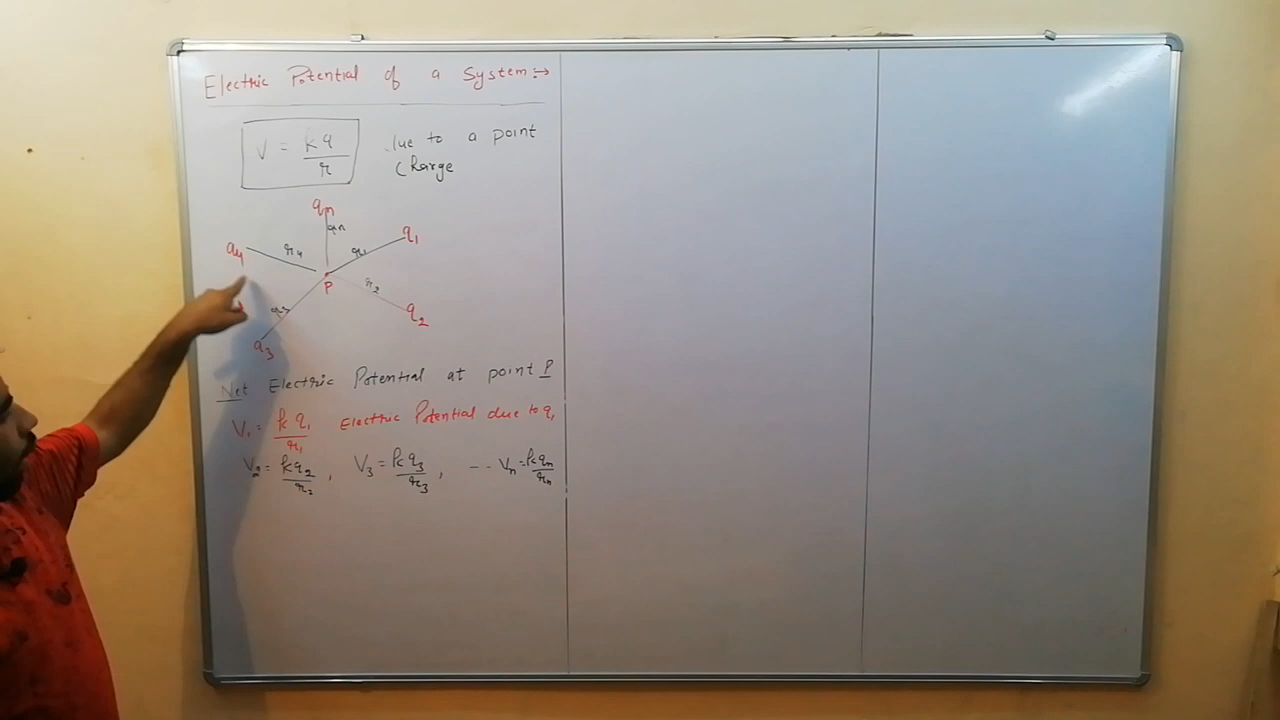 Electric Potential of a System:→
V = kq/r due to a point
charge
qn
rn
q4 r4 r1 q1
P r2
r3 q2
q3
Net Electric Potential at point P
V1 = kq1/r1 Electric Potential due to q1
V2 = kq2/r2 , V3 = kq3/r3 , -- Vn = kqn/rn